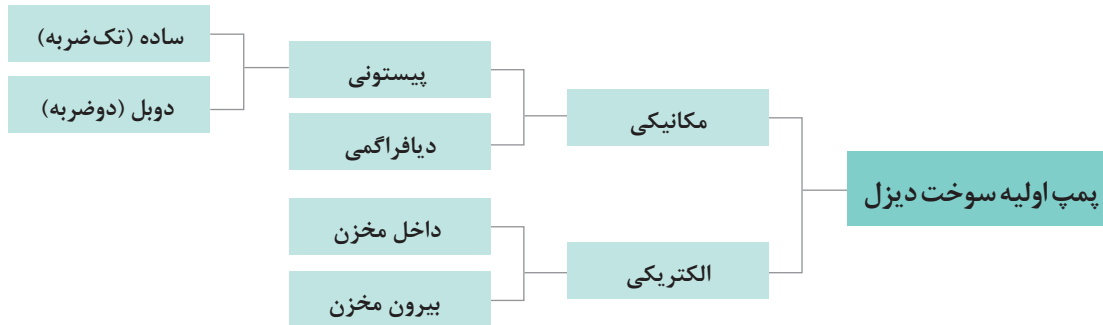 پمپ اولیه سوخت دیزل
مکانیکی
پیستونی
ساده (تک‌ضربه)
دوبل (دوضربه)
دیافراگمی
الکتریکی
داخل مخزن
بیرون مخزن